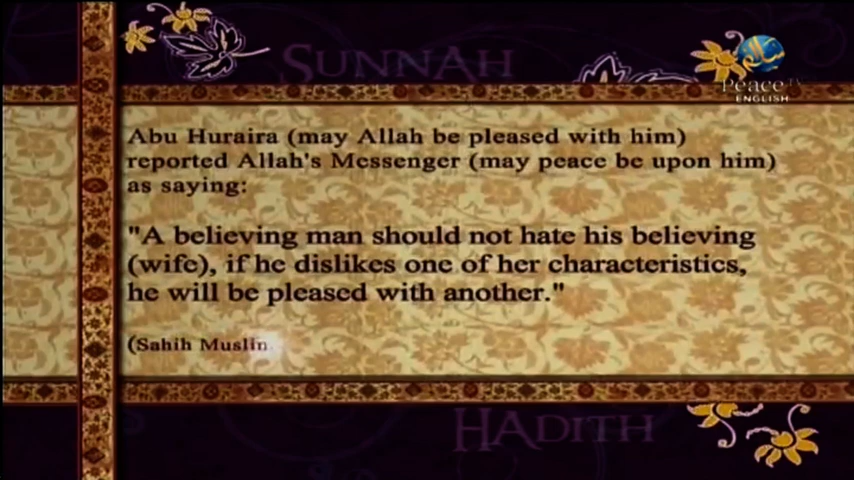 SUNNAH
Peace TV
ENGLISH
Abu Huraira (may Allah be pleased with him)
reported Allah's Messenger (may peace be upon him)
as saying:
"A believing man should not hate his believing
(wife), if he dislikes one of her characteristics,
he will be pleased with another."
(Sahih Muslin
HADITH